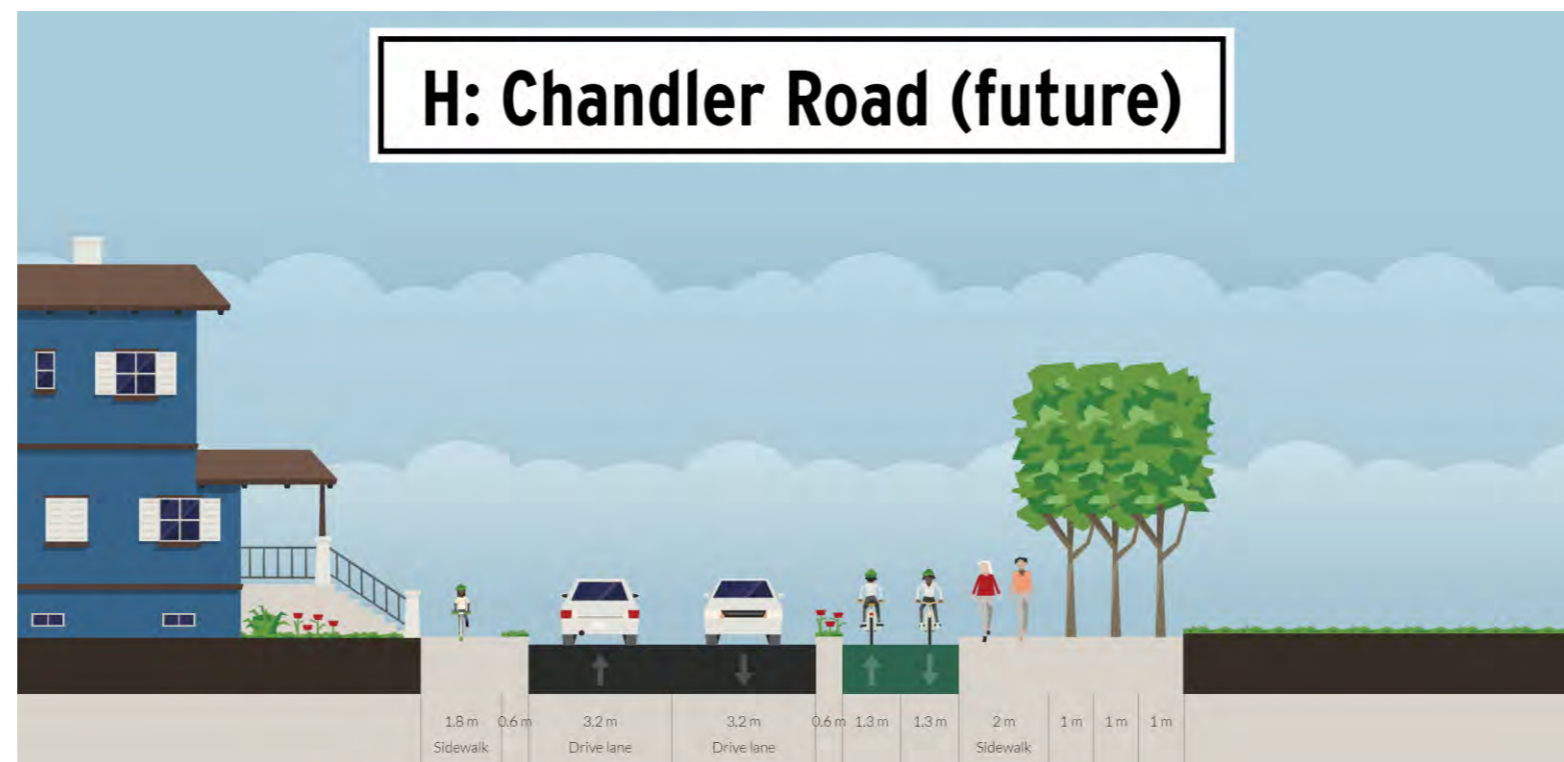 H: Chandler Road (future)
1.8 m 0.6 m 3.2 m 3.2 m 0.6 m 1.3 m 1.3 m 2 m 1 m 1 m 1 m
Sidewalk Drive lane Drive lane Sidewalk